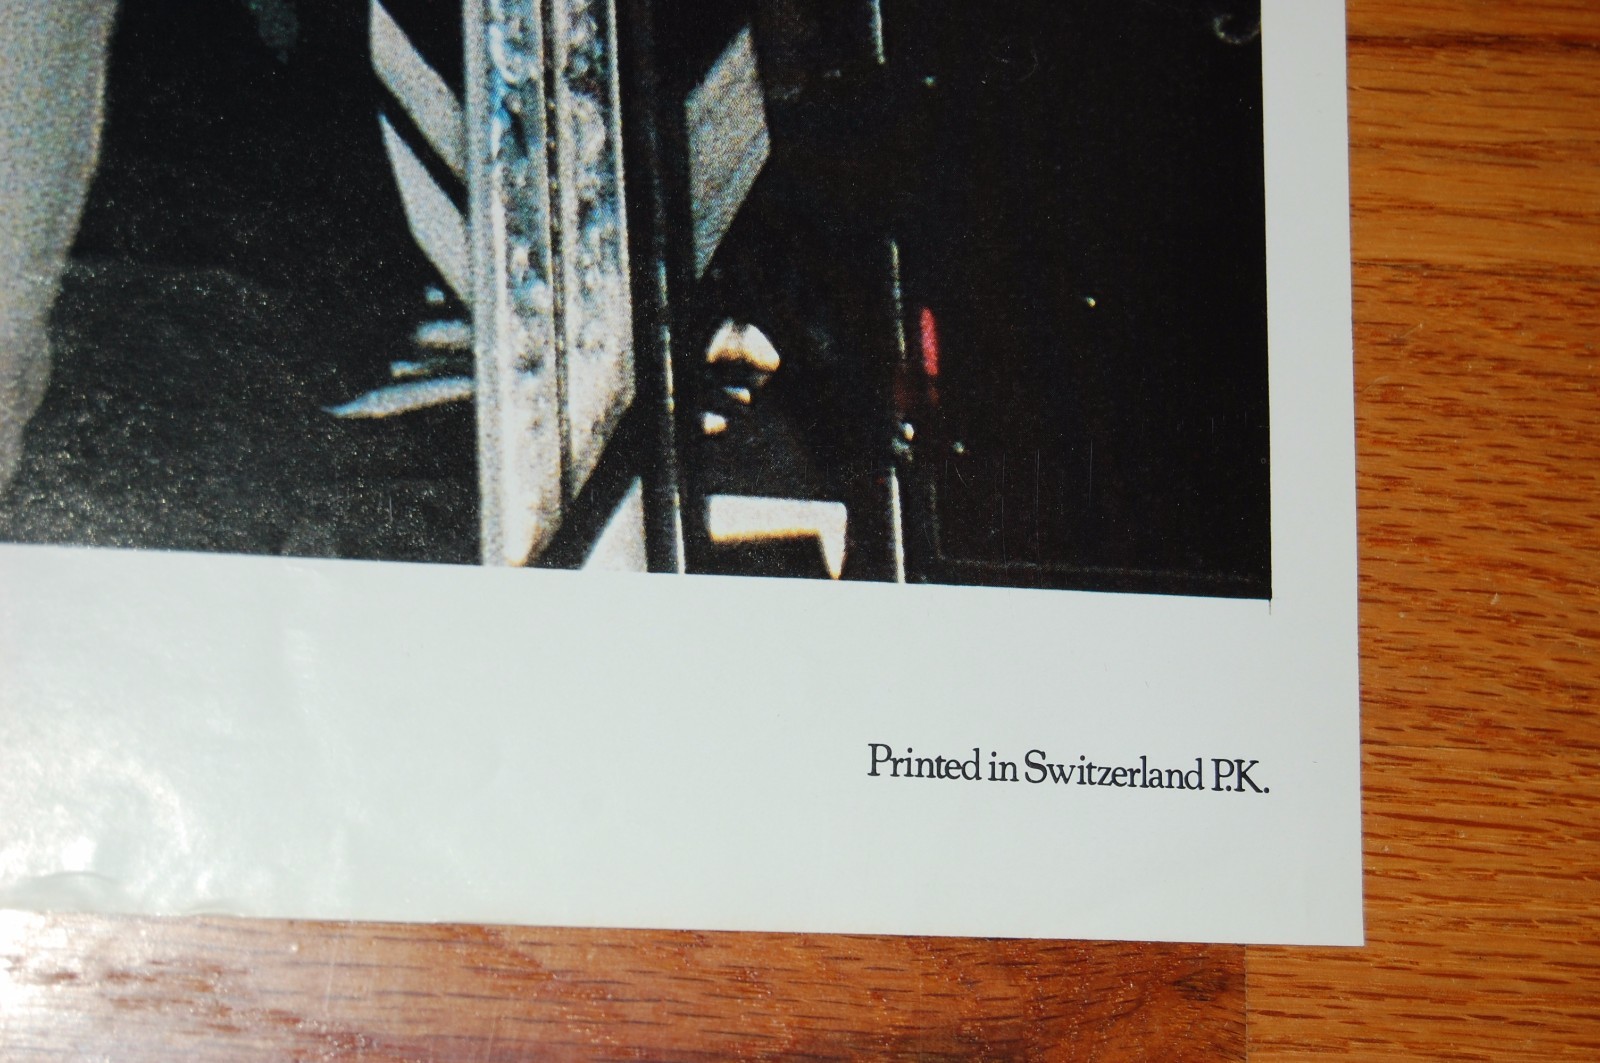 Printed in Switzerland P.K.